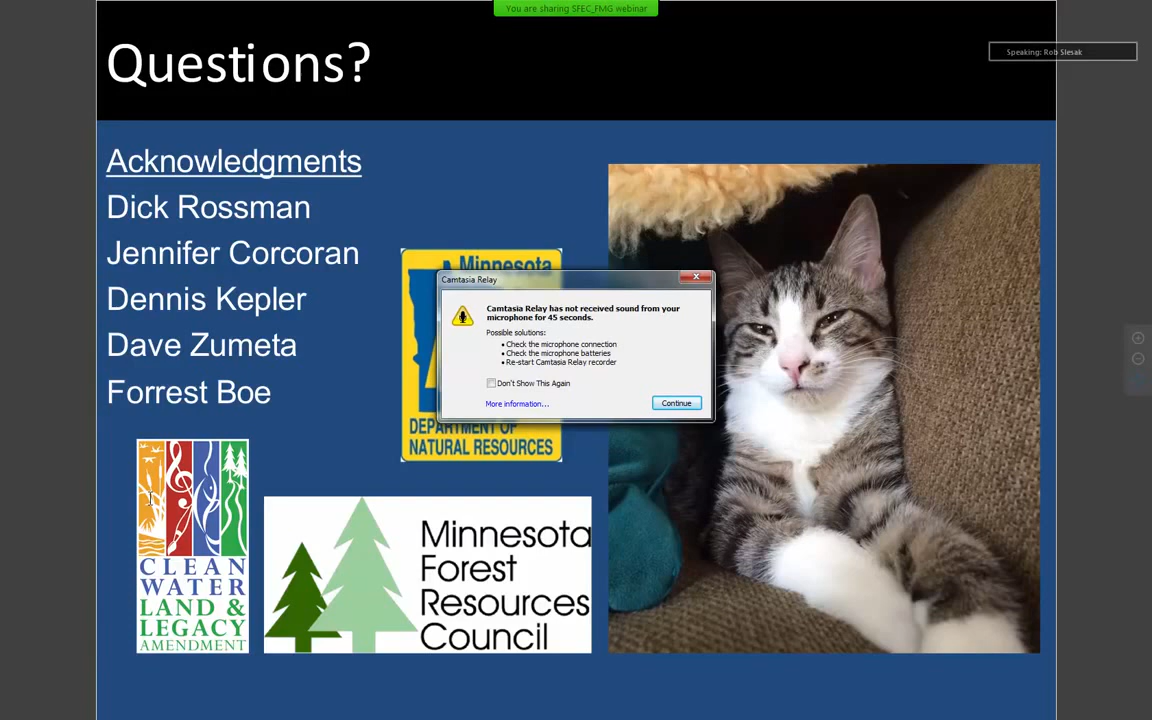 You are sharing SFEC_FMG webinar
Questions?
Speaking: Rob Slesak
Acknowledgments
Dick Rossman
Jennifer Corcoran
Dennis Kepler
Dave Zumeta
Forrest Boe
Minnesota
DEPARTMENT OF
NATURAL RESOURCES
Camtasia Relay
Camtasia Relay has not received sound from your
microphone for 45 seconds.
Possible solutions:
• Check the microphone connection
• Check the microphone batteries
• Re-start Camtasia Relay recorder
Don't Show This Again
More information...
Continue
CLEAN
WATER
LAND &
LEGACY
AMENDMENT
Minnesota
Forest
Resources
Council